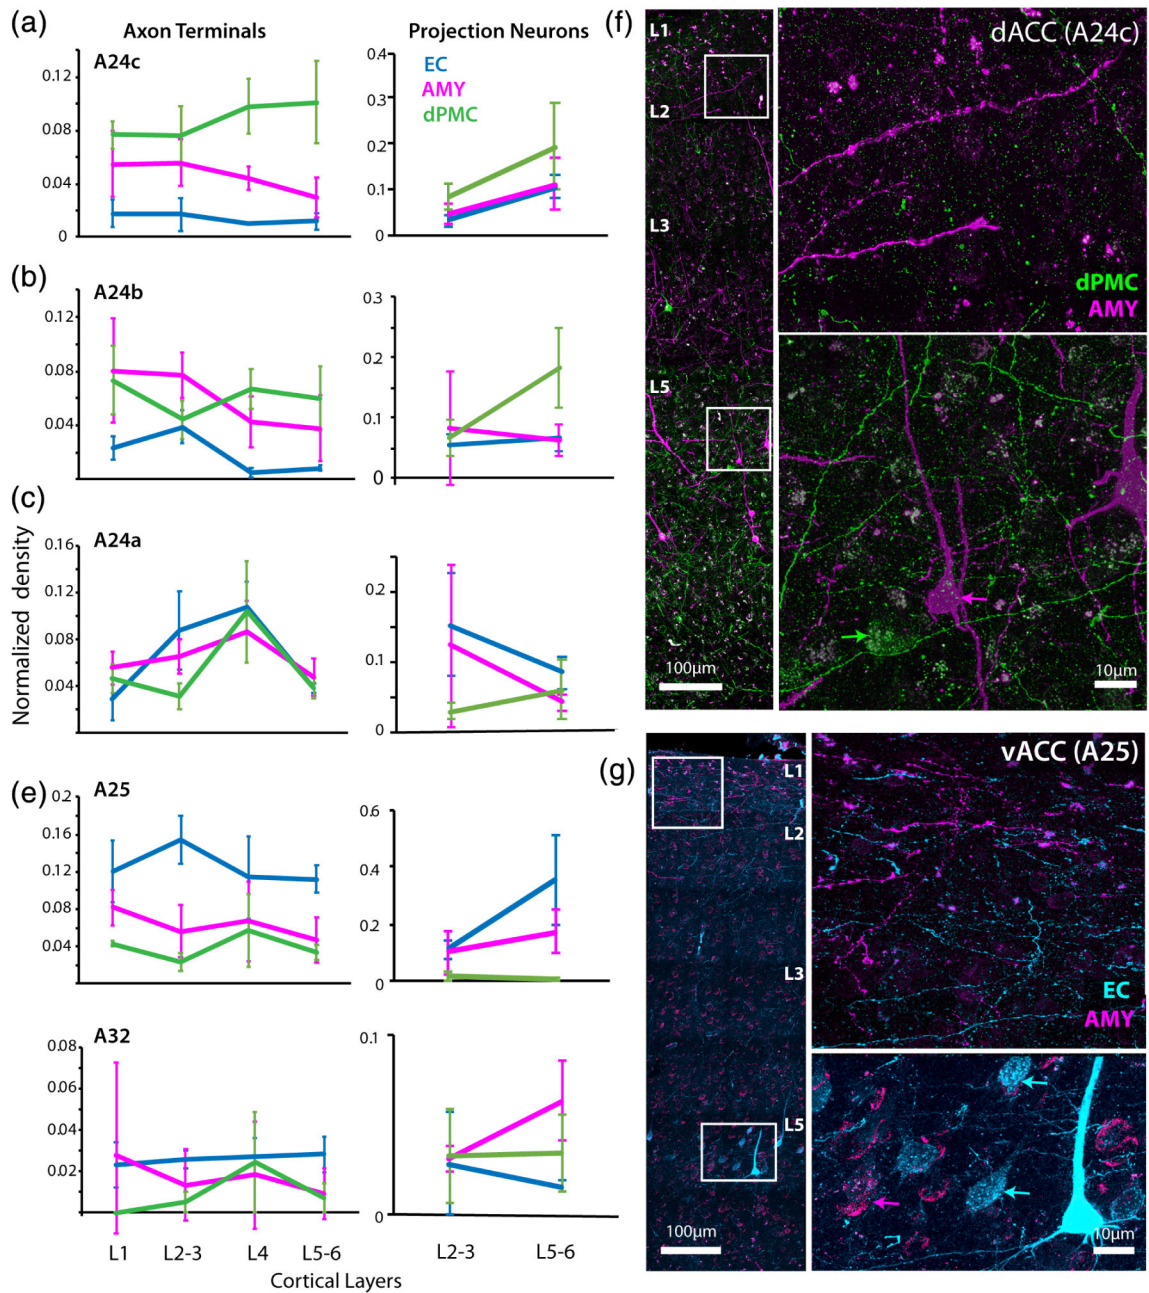 (a)
Axon Terminals
Projection Neurons
A24c
EC
AMY
dPMC
0.12
0.08
0.04
0
0.4
0.3
0.2
0.1
0
(b)
A24b
0.12
0.08
0.04
0.3
0.2
0.1
0
(c)
A24a
0.16
0.12
0.08
0.04
0.2
0.1
0
Normalized density
(e)
A25
0.2
0.16
0.12
0.08
0.04
0.6
0.4
0.2
0
A32
0.08
0.06
0.04
0.02
0.1
0
L1 L2-3 L4 L5-6
L2-3 L5-6
Cortical Layers
(f)
L1
L2
L3
L5
100µm
dACC (A24c)
dPMC
AMY
10µm
(g)
L1
L2
L3
L5
100µm
vACC (A25)
EC
AMY
10µm